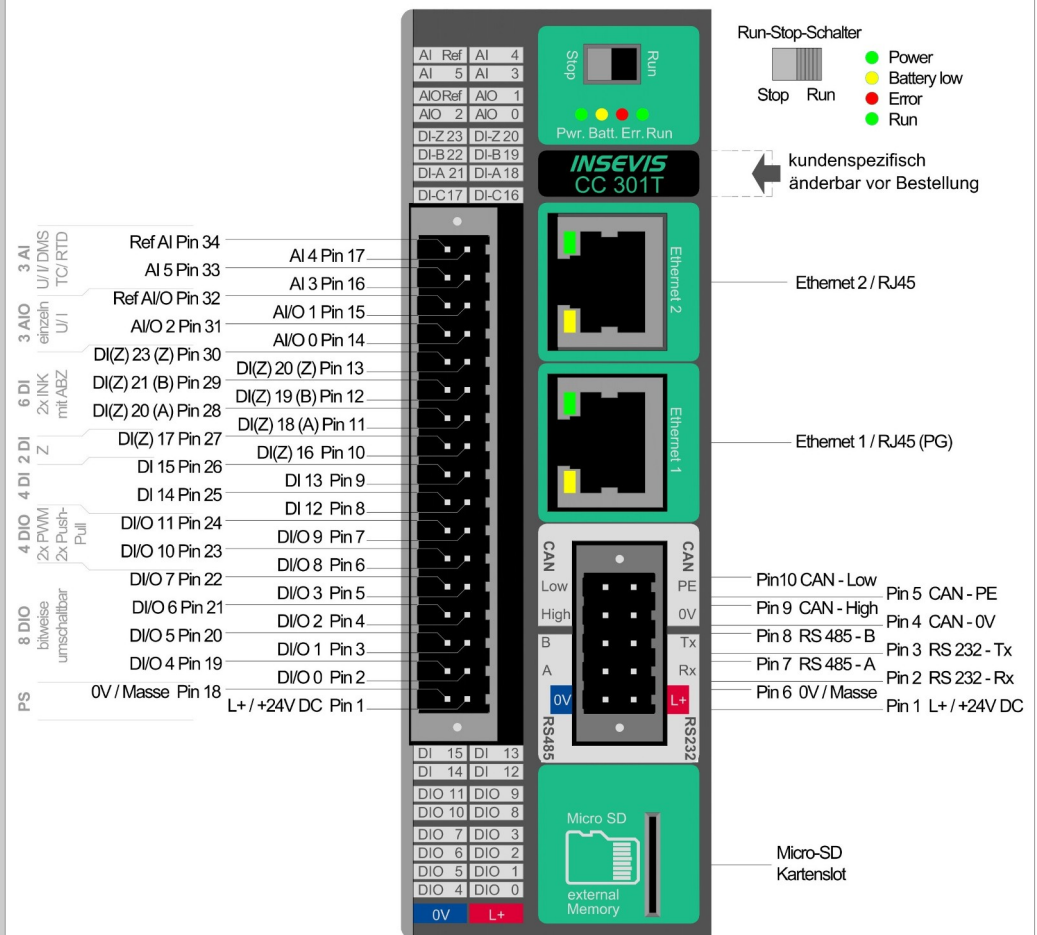 AI Ref AI 4
AI 5 AI 3
AIO Ref AIO 1
AIO 2 AIO 0
DI-Z 23 DI-Z 20
DI-B 22 DI-B 19
DI-A 21 DI-A 18
DI-C 17 DI-C 16
Stop
Run
Pwr. Batt. Err. Run
INSEVIS
CC 301T
Run-Stop-Schalter
Stop Run
Power
Battery low
Error
Run
kundenspezifisch
änderbar vor Bestellung
3 AI
U/ I/ DMS
TC/ RTD
3 AIO
einzeln
U/ I
6 DI
2x INK
mit ABZ
2 DI
Z
4 DI
4 DIO
2x PWM
2x Push-
Pull
8 DIO
bitweise
umschaltbar
PS
Ref AI Pin 34
AI 4 Pin 17
AI 5 Pin 33
AI 3 Pin 16
Ref AI/O Pin 32
AI/O 1 Pin 15
AI/O 2 Pin 31
AI/O 0 Pin 14
DI(Z) 23 (Z) Pin 30
DI(Z) 20 (Z) Pin 13
DI(Z) 21 (B) Pin 29
DI(Z) 19 (B) Pin 12
DI(Z) 20 (A) Pin 28
DI(Z) 18 (A) Pin 11
DI(Z) 17 Pin 27
DI(Z) 16 Pin 10
DI 15 Pin 26
DI 13 Pin 9
DI 14 Pin 25
DI 12 Pin 8
DI/O 11 Pin 24
DI/O 9 Pin 7
DI/O 10 Pin 23
DI/O 8 Pin 6
DI/O 7 Pin 22
DI/O 3 Pin 5
DI/O 6 Pin 21
DI/O 2 Pin 4
DI/O 5 Pin 20
DI/O 1 Pin 3
DI/O 4 Pin 19
DI/O 0 Pin 2
0V / Masse Pin 18
L+ / +24V DC Pin 1
Ethernet 2
Ethernet 2 / RJ45
Ethernet 1
Ethernet 1 / RJ45 (PG)
CAN
CAN
Low PE
High 0V
B Tx
A Rx
0V L+
RS485
RS232
Pin10 CAN - Low
Pin 5 CAN - PE
Pin 9 CAN - High
Pin 4 CAN - 0V
Pin 8 RS 485 - B
Pin 3 RS 232 - Tx
Pin 7 RS 485 - A
Pin 2 RS 232 - Rx
Pin 6 0V / Masse
Pin 1 L+ / +24V DC
DI 15 DI 13
DI 14 DI 12
DIO 11 DIO 9
DIO 10 DIO 8
DIO 7 DIO 3
DIO 6 DIO 2
DIO 5 DIO 1
DIO 4 DIO 0
0V L+
Micro SD
external
Memory
Micro-SD
Kartenslot